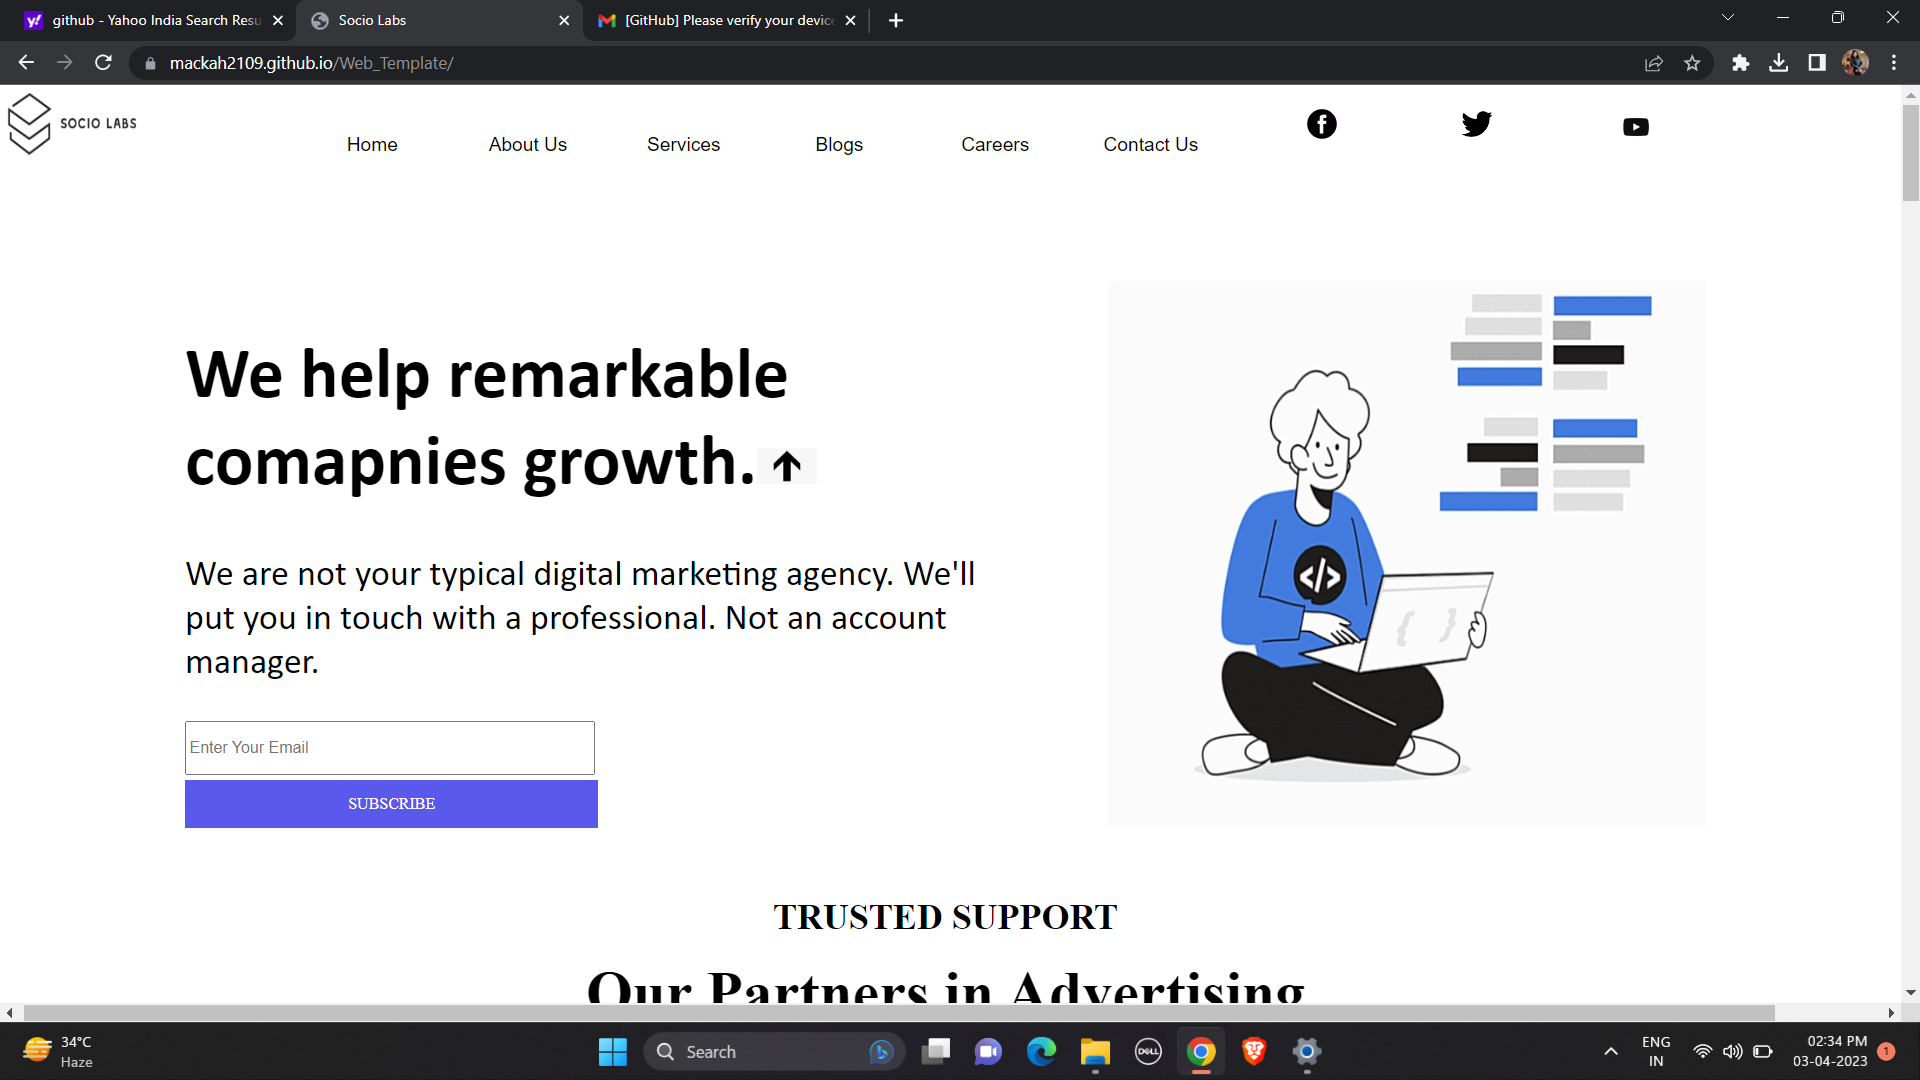 github - Yahoo India Search Resu
Socio Labs
[GitHub] Please verify your device
mackah2109.github.io/Web_Template/
SOCIO LABS
Home
About Us
Services
Blogs
Careers
Contact Us
We help remarkable
comapnies growth.
We are not your typical digital marketing agency. We'll
put you in touch with a professional. Not an account
manager.
Enter Your Email
SUBSCRIBE
TRUSTED SUPPORT
Our Partners in Advertising
34°C
Haze
Search
DELL
ENG
IN
02:34 PM
03-04-2023
1